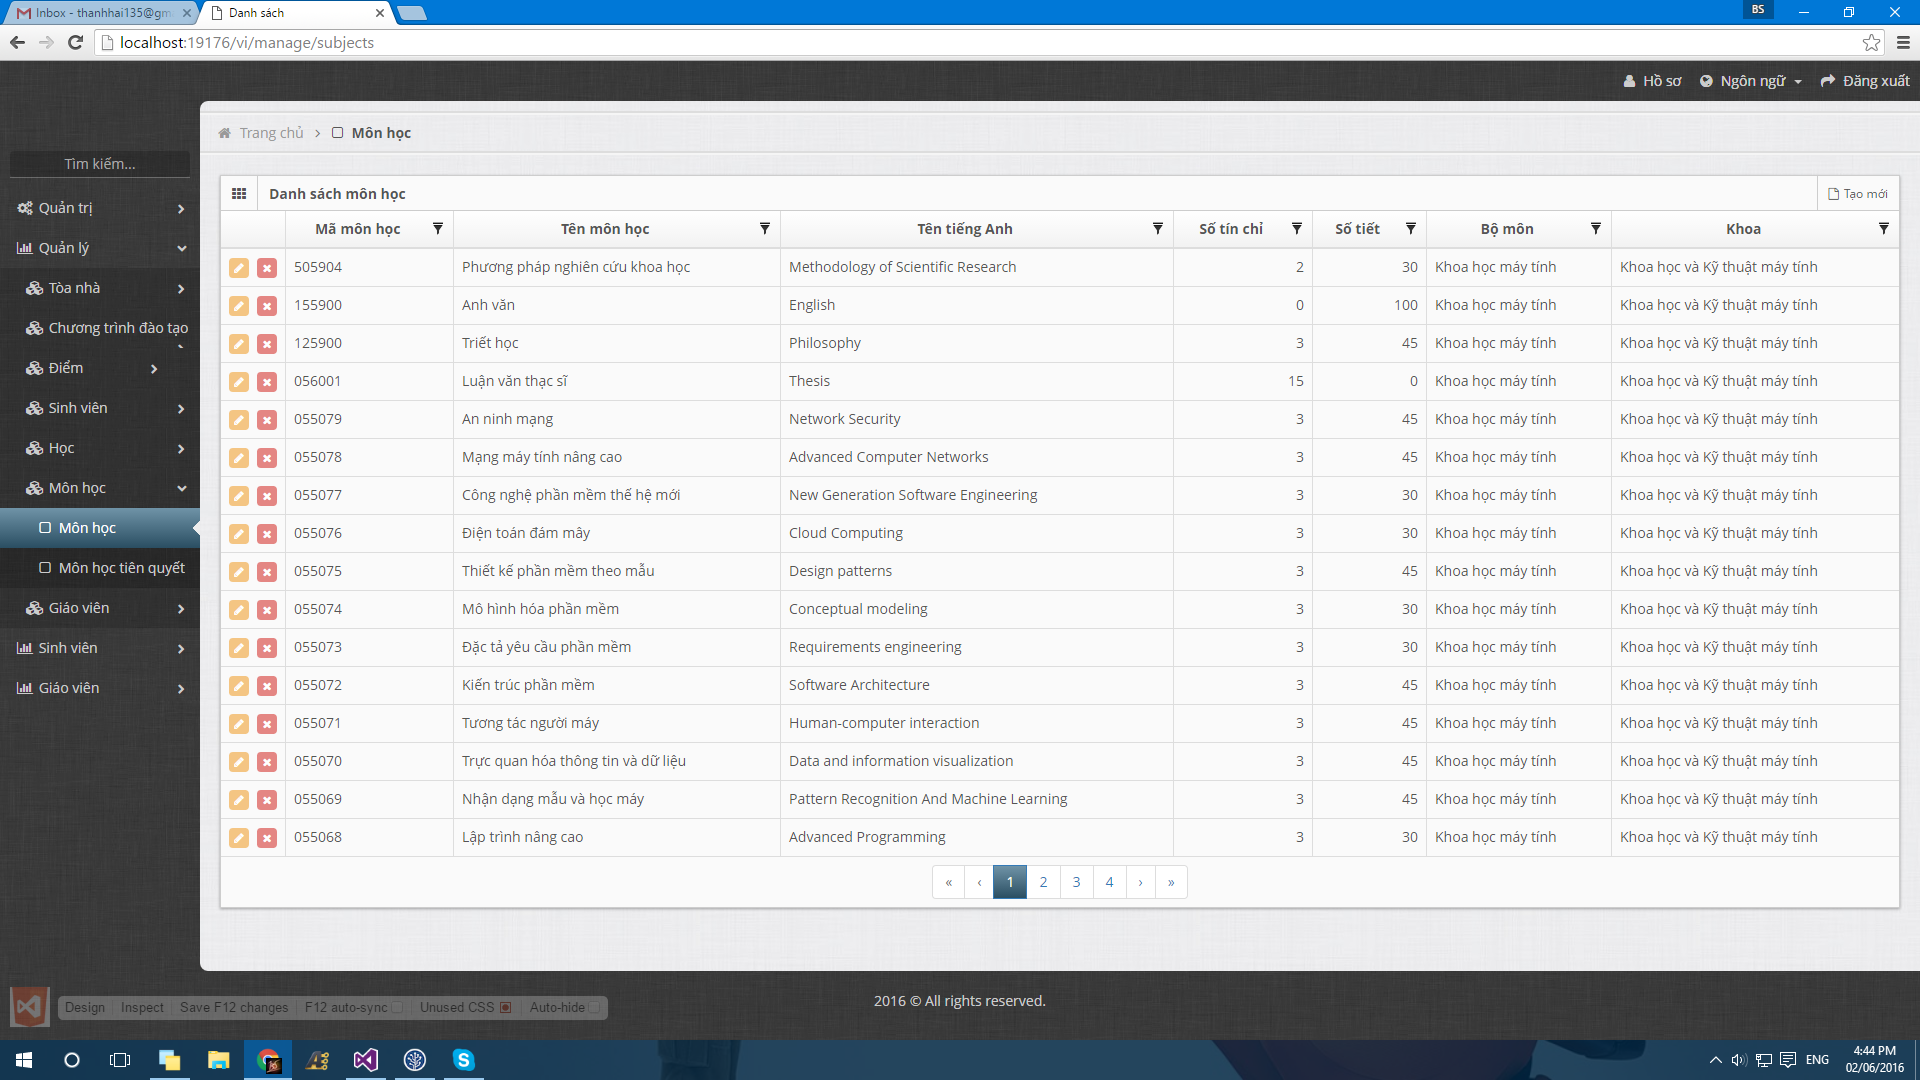 Inbox - thanhhai135@gm
Danh sách
BS
localhost:19176/vi/manage/subjects
Hồ sơ Ngôn ngữ Đăng xuất
Trang chủ › Môn học
Tìm kiếm...
Quản trị
Quản lý
Tòa nhà
Chương trình đào tạo
Điểm
Sinh viên
Học
Môn học
Môn học
Môn học tiên quyết
Giáo viên
Sinh viên
Giáo viên
Danh sách môn học
Tạo mới
Mã môn học Tên môn học Tên tiếng Anh Số tín chỉ Số tiết Bộ môn Khoa
505904 Phương pháp nghiên cứu khoa học Methodology of Scientific Research 2 30 Khoa học máy tính Khoa học và Kỹ thuật máy tính
155900 Anh văn English 0 100 Khoa học máy tính Khoa học và Kỹ thuật máy tính
125900 Triết học Philosophy 3 45 Khoa học máy tính Khoa học và Kỹ thuật máy tính
056001 Luận văn thạc sĩ Thesis 15 0 Khoa học máy tính Khoa học và Kỹ thuật máy tính
055079 An ninh mạng Network Security 3 45 Khoa học máy tính Khoa học và Kỹ thuật máy tính
055078 Mạng máy tính nâng cao Advanced Computer Networks 3 45 Khoa học máy tính Khoa học và Kỹ thuật máy tính
055077 Công nghệ phần mềm thế hệ mới New Generation Software Engineering 3 30 Khoa học máy tính Khoa học và Kỹ thuật máy tính
055076 Điện toán đám mây Cloud Computing 3 30 Khoa học máy tính Khoa học và Kỹ thuật máy tính
055075 Thiết kế phần mềm theo mẫu Design patterns 3 45 Khoa học máy tính Khoa học và Kỹ thuật máy tính
055074 Mô hình hóa phần mềm Conceptual modeling 3 30 Khoa học máy tính Khoa học và Kỹ thuật máy tính
055073 Đặc tả yêu cầu phần mềm Requirements engineering 3 30 Khoa học máy tính Khoa học và Kỹ thuật máy tính
055072 Kiến trúc phần mềm Software Architecture 3 45 Khoa học máy tính Khoa học và Kỹ thuật máy tính
055071 Tương tác người máy Human-computer interaction 3 45 Khoa học máy tính Khoa học và Kỹ thuật máy tính
055070 Trực quan hóa thông tin và dữ liệu Data and information visualization 3 45 Khoa học máy tính Khoa học và Kỹ thuật máy tính
055069 Nhận dạng mẫu và học máy Pattern Recognition And Machine Learning 3 45 Khoa học máy tính Khoa học và Kỹ thuật máy tính
055068 Lập trình nâng cao Advanced Programming 3 30 Khoa học máy tính Khoa học và Kỹ thuật máy tính
« ‹ 1 2 3 4 › »
Design Inspect Save F12 changes F12 auto-sync Unused CSS Auto-hide
2016 © All rights reserved.
ENG
4:44 PM
02/06/2016